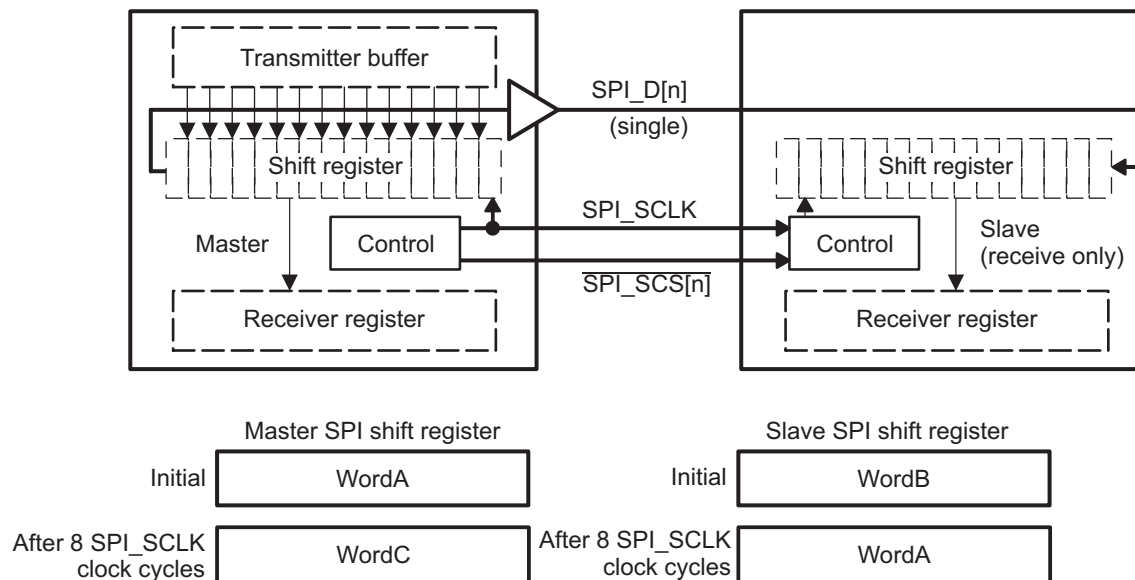 Transmitter buffer
SPI_D[n]
(single)
Shift register
Shift register
SPI_SCLK
Master
Control
Control
Slave
(receive only)
SPI_SCS[n]
Receiver register
Receiver register
Master SPI shift register
Slave SPI shift register
Initial
WordA
Initial
WordB
After 8 SPI_SCLK
clock cycles
WordC
After 8 SPI_SCLK
clock cycles
WordA